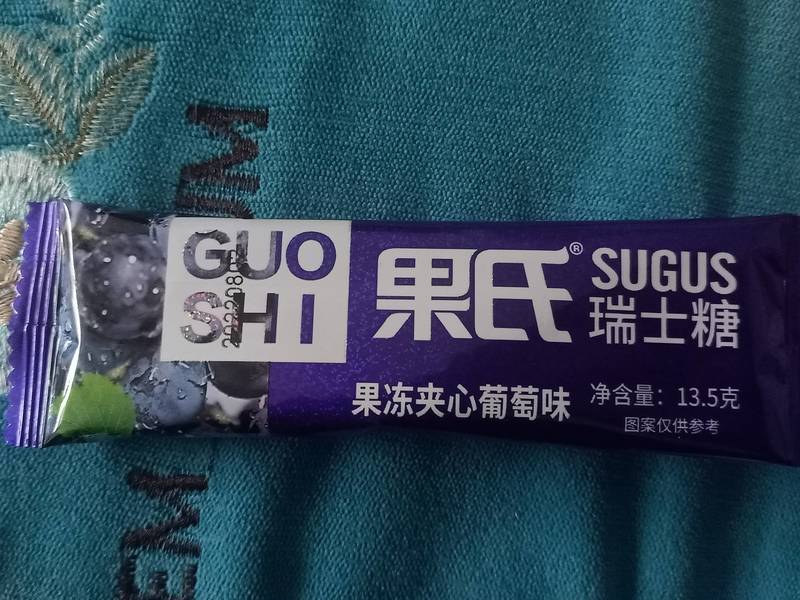 GUO
SHI
20220807
果氏®
SUGUS
瑞士糖
果冻夹心葡萄味
净含量：13.5克
图案仅供参考